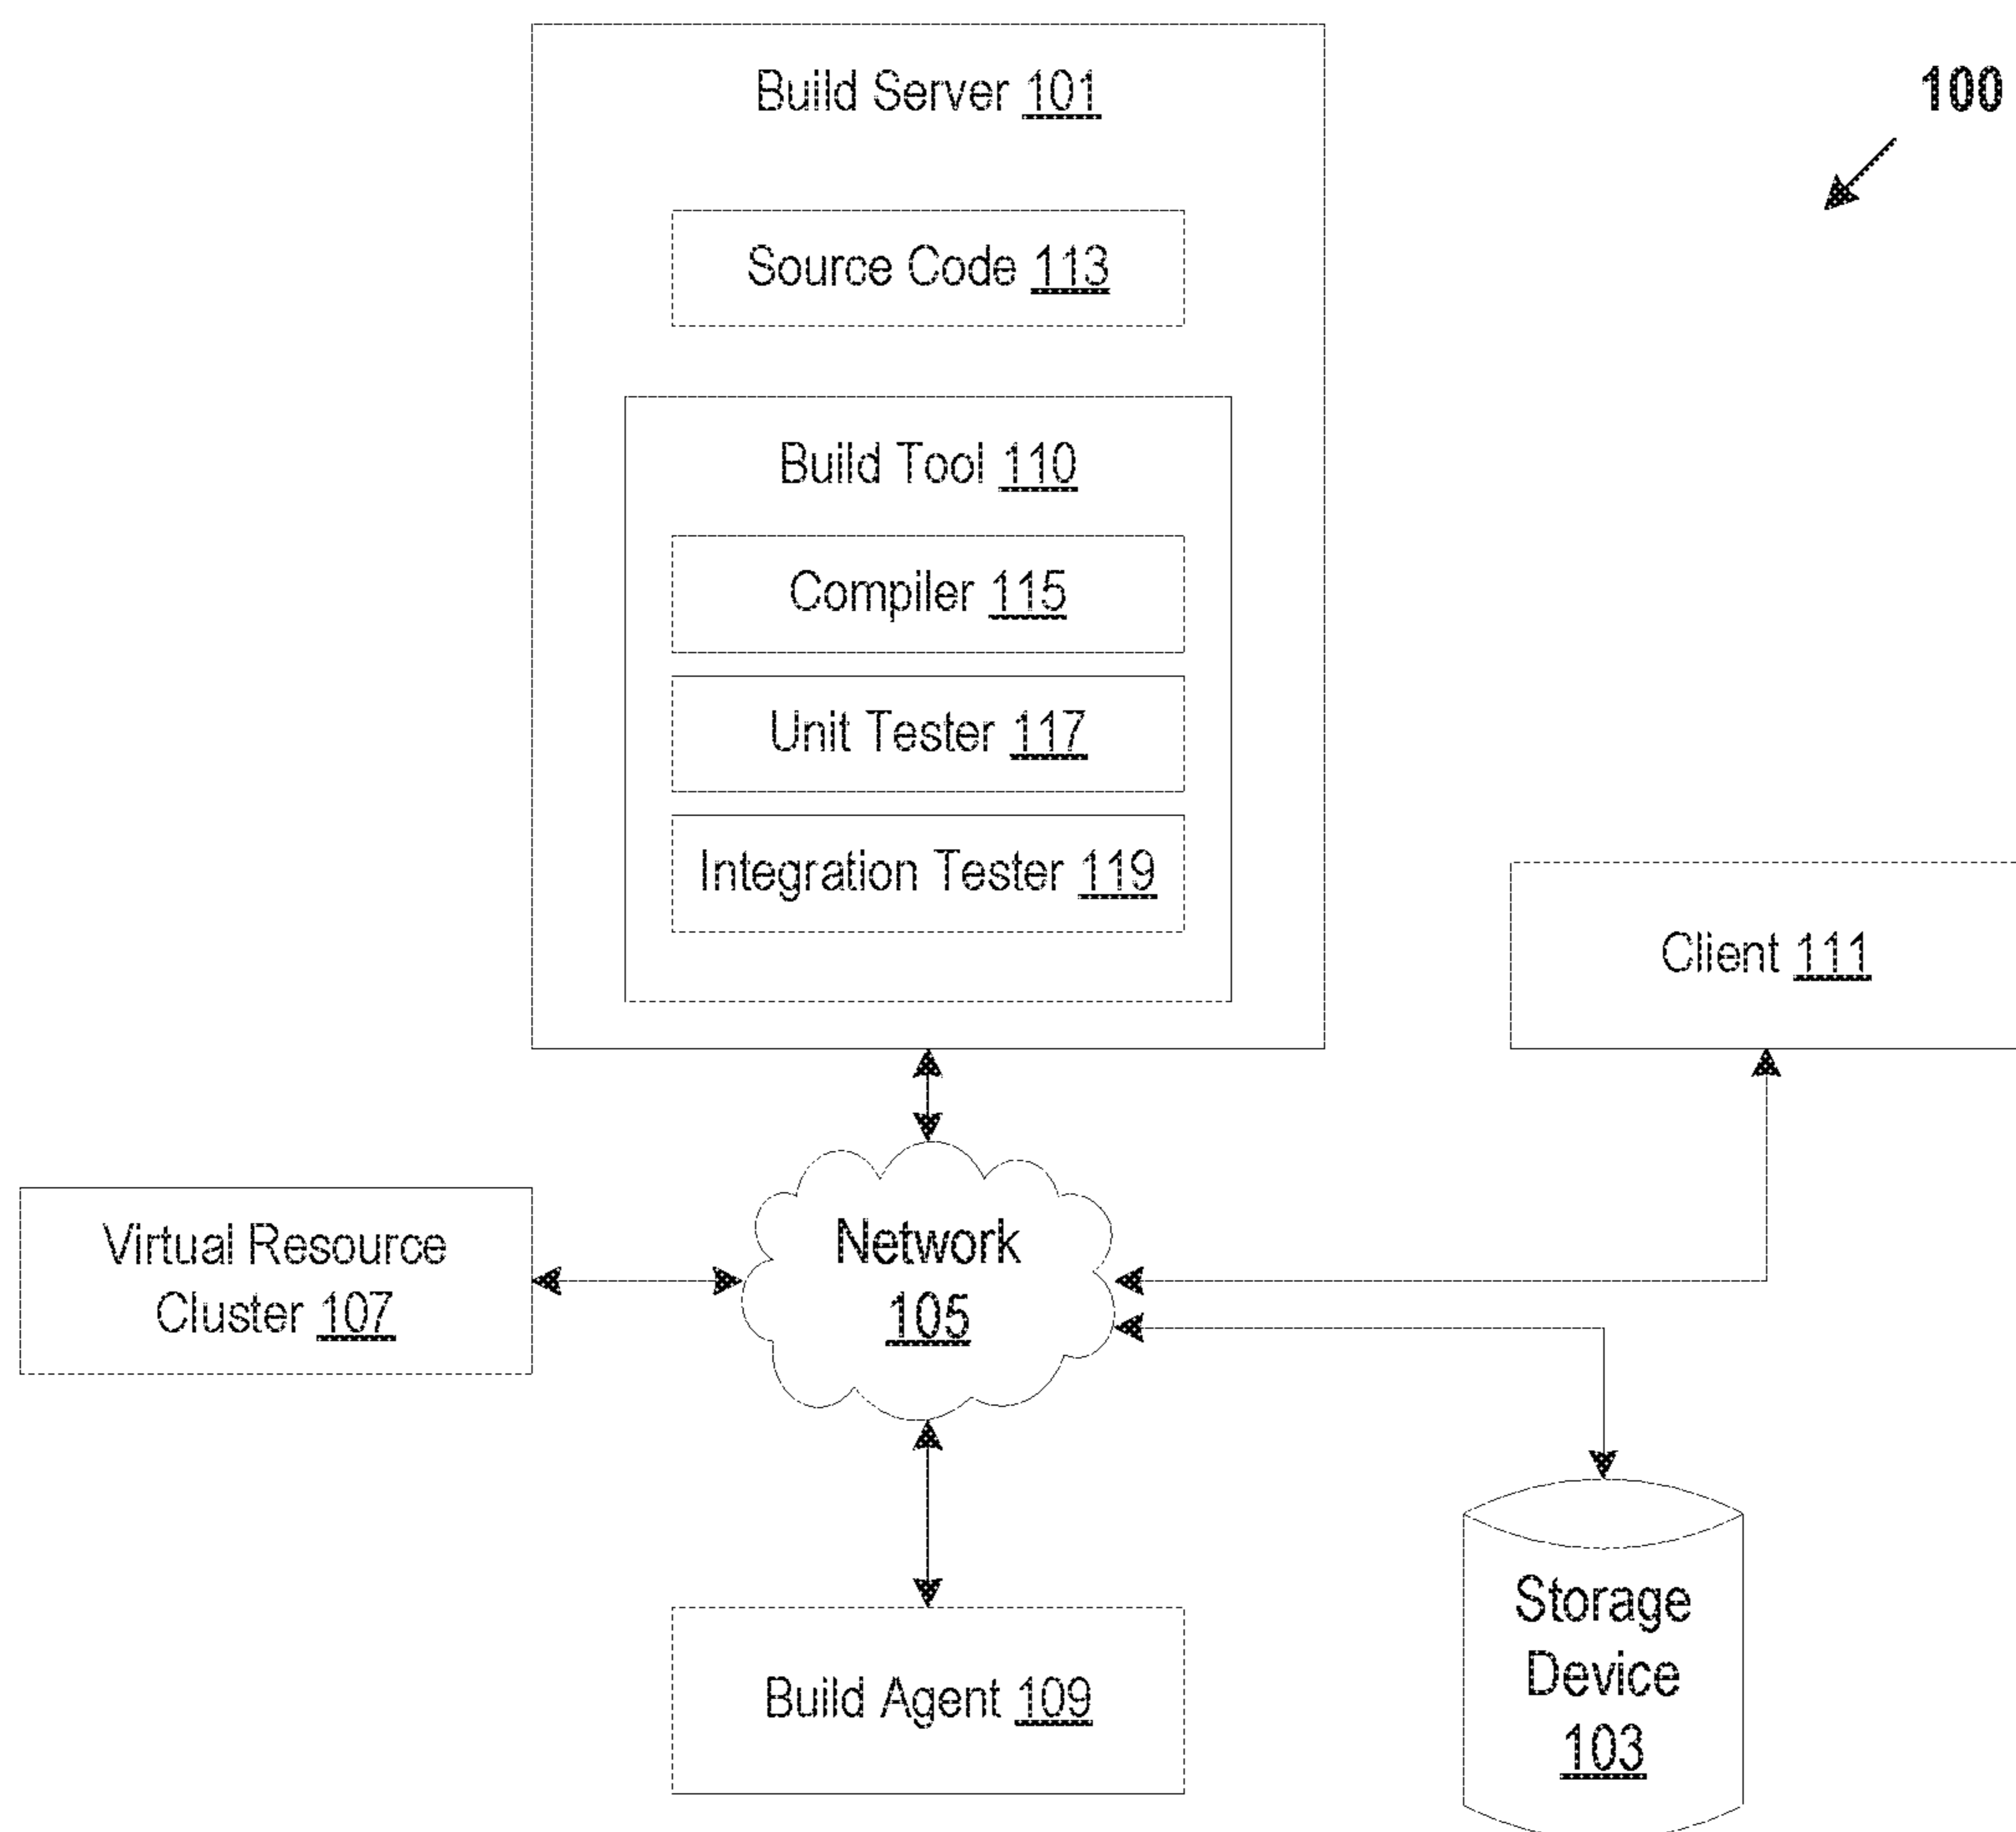 Build Server 101
100
Source Code 113
Build Tool 110
Compiler 115
Unit Tester 117
Integration Tester 119
Client 111
Virtual Resource
Cluster 107
Network
105
Build Agent 109
Storage
Device
103